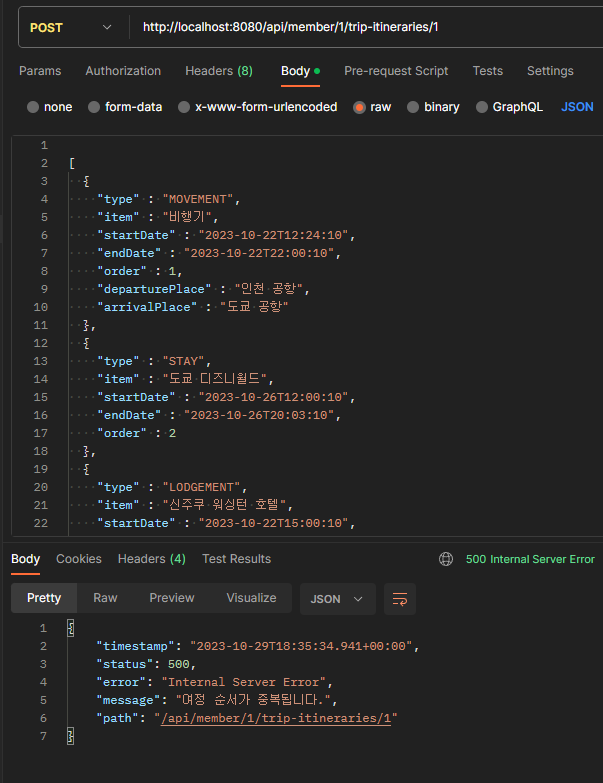 POST http://localhost:8080/api/member/1/trip-itineraries/1
Params Authorization Headers (8) Body Pre-request Script Tests Settings
none form-data x-www-form-urlencoded raw binary GraphQL JSON
1
2 [
3 {
4 "type" : "MOVEMENT",
5 "item" : "비행기",
6 "startDate" : "2023-10-22T12:24:10",
7 "endDate" : "2023-10-22T22:00:10",
8 "order" : 1,
9 "departurePlace" : "인천 공항",
10 "arrivalPlace" : "도쿄 공항"
11 },
12 {
13 "type" : "STAY",
14 "item" : "도쿄 디즈니월드",
15 "startDate" : "2023-10-26T12:00:10",
16 "endDate" : "2023-10-26T20:03:10",
17 "order" : 2
18 },
19 {
20 "type" : "LODGEMENT",
21 "item" : "신주쿠 워싱턴 호텔",
22 "startDate" : "2023-10-22T15:00:10",
Body Cookies Headers (4) Test Results 500 Internal Server Error
Pretty Raw Preview Visualize JSON
1 {
2 "timestamp": "2023-10-29T18:35:34.941+00:00",
3 "status": 500,
4 "error": "Internal Server Error",
5 "message": "여정 순서가 중복됩니다.",
6 "path": "/api/member/1/trip-itineraries/1"
7 }